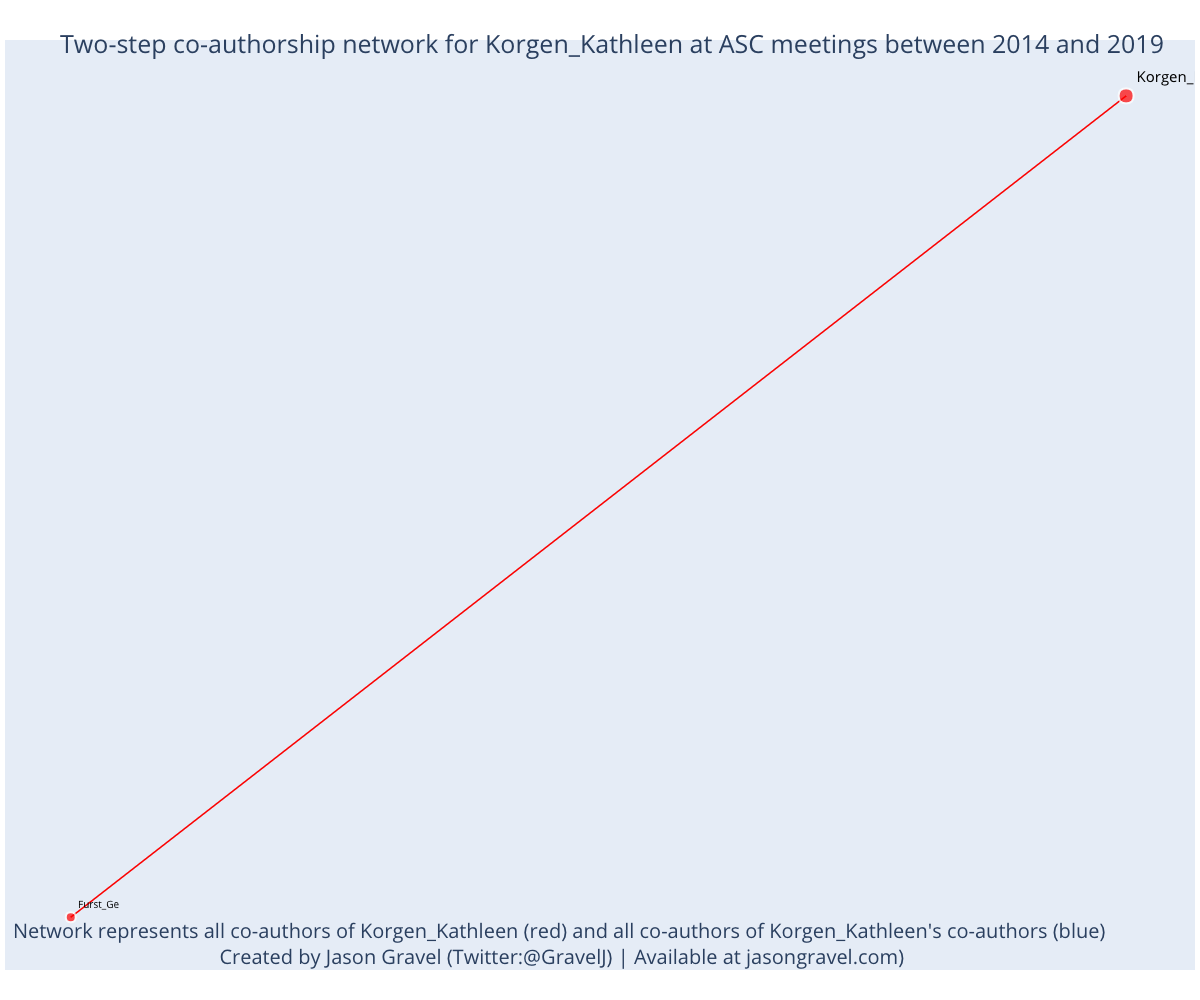 Two-step co-authorship network for Korgen_Kathleen at ASC meetings between 2014 and 2019
Korgen_
Furst_Ge
Network represents all co-authors of Korgen_Kathleen (red) and all co-authors of Korgen_Kathleen's co-authors (blue)
Created by Jason Gravel (Twitter:@GravelJ) | Available at jasongravel.com)